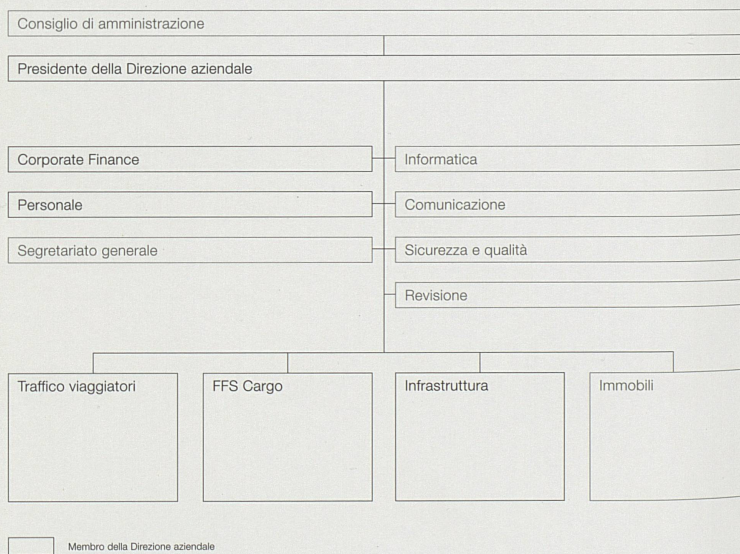 Consiglio di amministrazione
Presidente della Direzione aziendale
Corporate Finance
Informatica
Personale
Comunicazione
Segretariato generale
Sicurezza e qualità
Revisione
Traffico viaggiatori
FFS Cargo
Infrastruttura
Immobili
Membro della Direzione aziendale